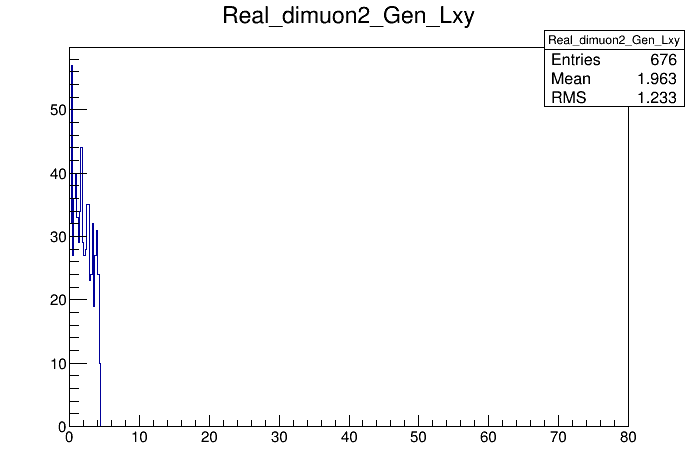 Real_dimuon2_Gen_Lxy
Real_dimuon2_Gen_Lxy
Entries 676
Mean 1.963
RMS 1.233
50
40
30
20
10
0
0 10 20 30 40 50 60 70 80